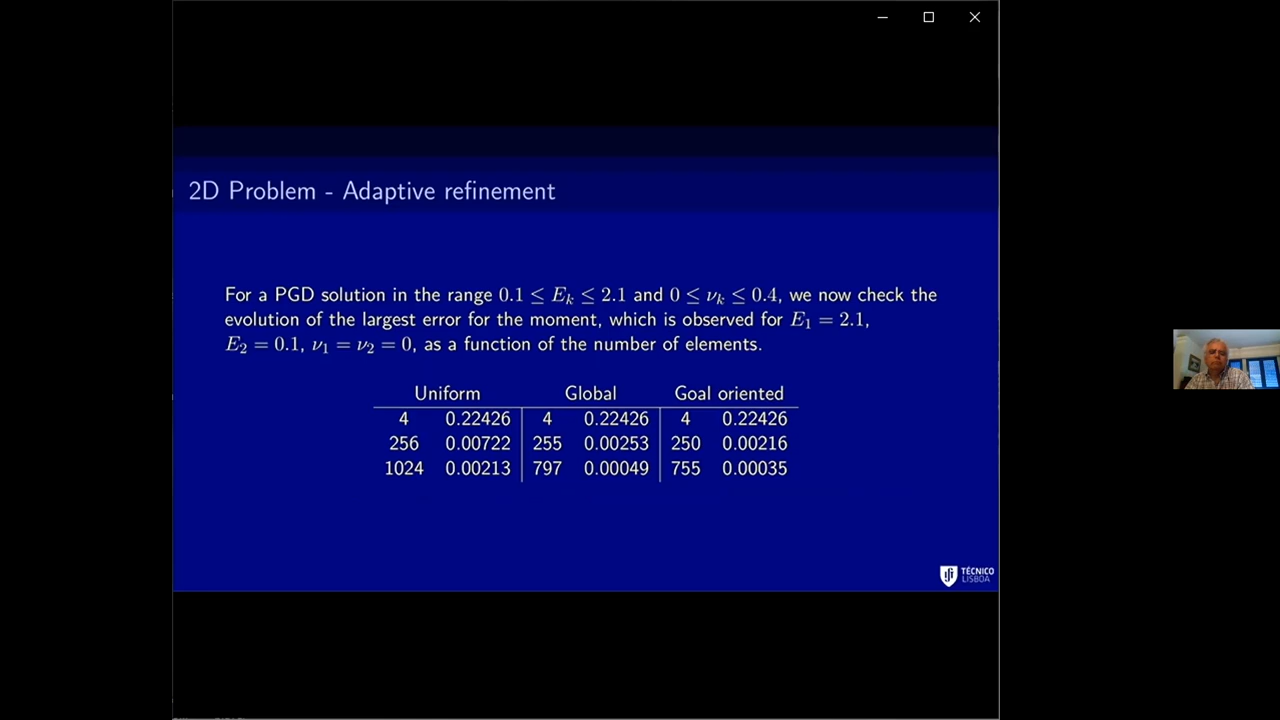 2D Problem - Adaptive refinement
For a PGD solution in the range 0.1 ≤ E_k ≤ 2.1 and 0 ≤ ν_k ≤ 0.4, we now check the
evolution of the largest error for the moment, which is observed for E_1 = 2.1,
E_2 = 0.1, ν_1 = ν_2 = 0, as a function of the number of elements.
Uniform Global Goal oriented
4 0.22426 4 0.22426 4 0.22426
256 0.00722 255 0.00253 250 0.00216
1024 0.00213 797 0.00049 755 0.00035
TÉCNICO
LISBOA